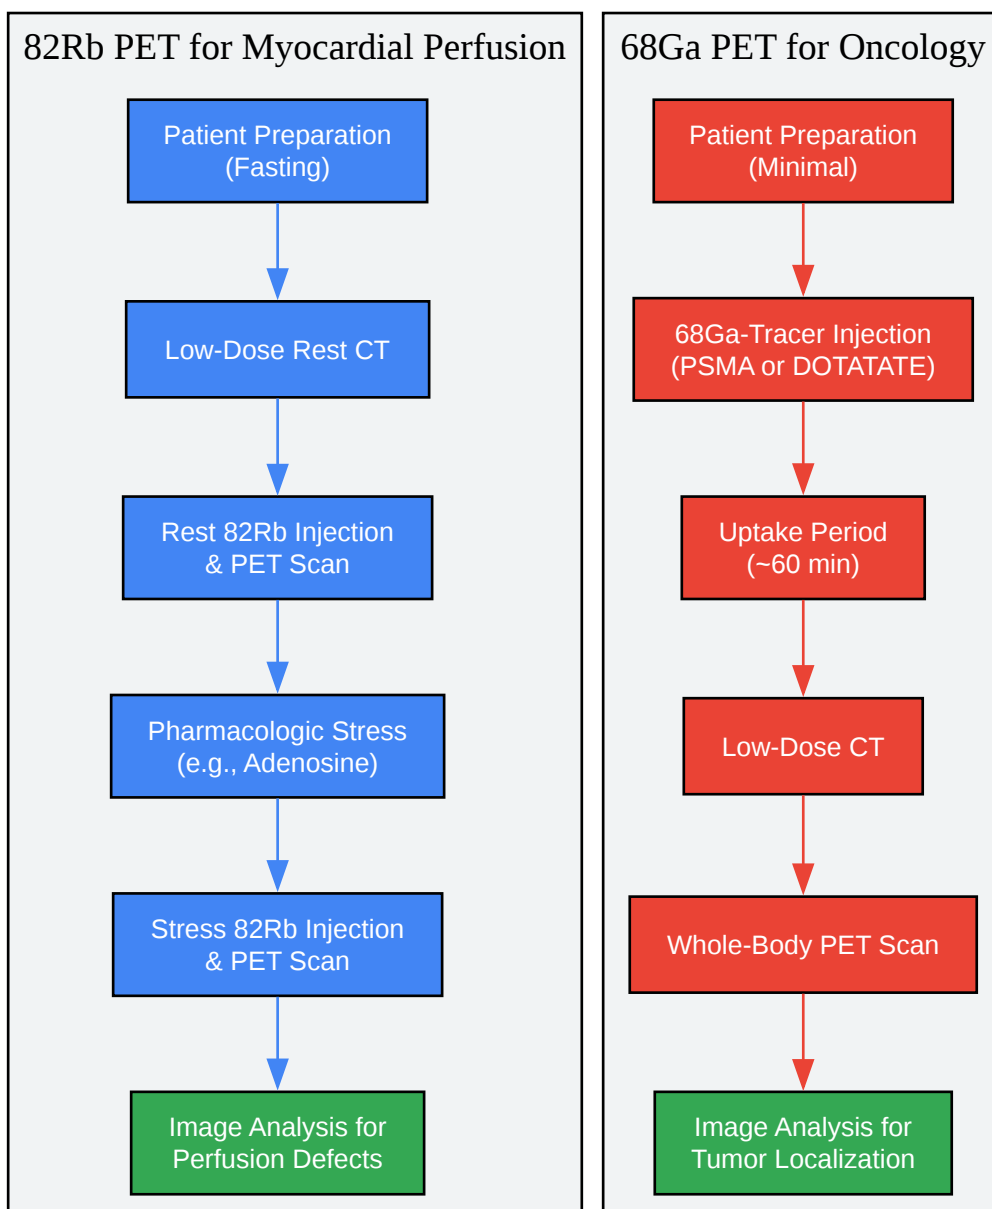 82Rb PET for Myocardial Perfusion
Patient Preparation
(Fasting)
Low-Dose Rest CT
Rest 82Rb Injection
& PET Scan
Pharmacologic Stress
(e.g., Adenosine)
Stress 82Rb Injection
& PET Scan
Image Analysis for
Perfusion Defects
68Ga PET for Oncology
Patient Preparation
(Minimal)
68Ga-Tracer Injection
(PSMA or DOTATATE)
Uptake Period
(~60 min)
Low-Dose CT
Whole-Body PET Scan
Image Analysis for
Tumor Localization